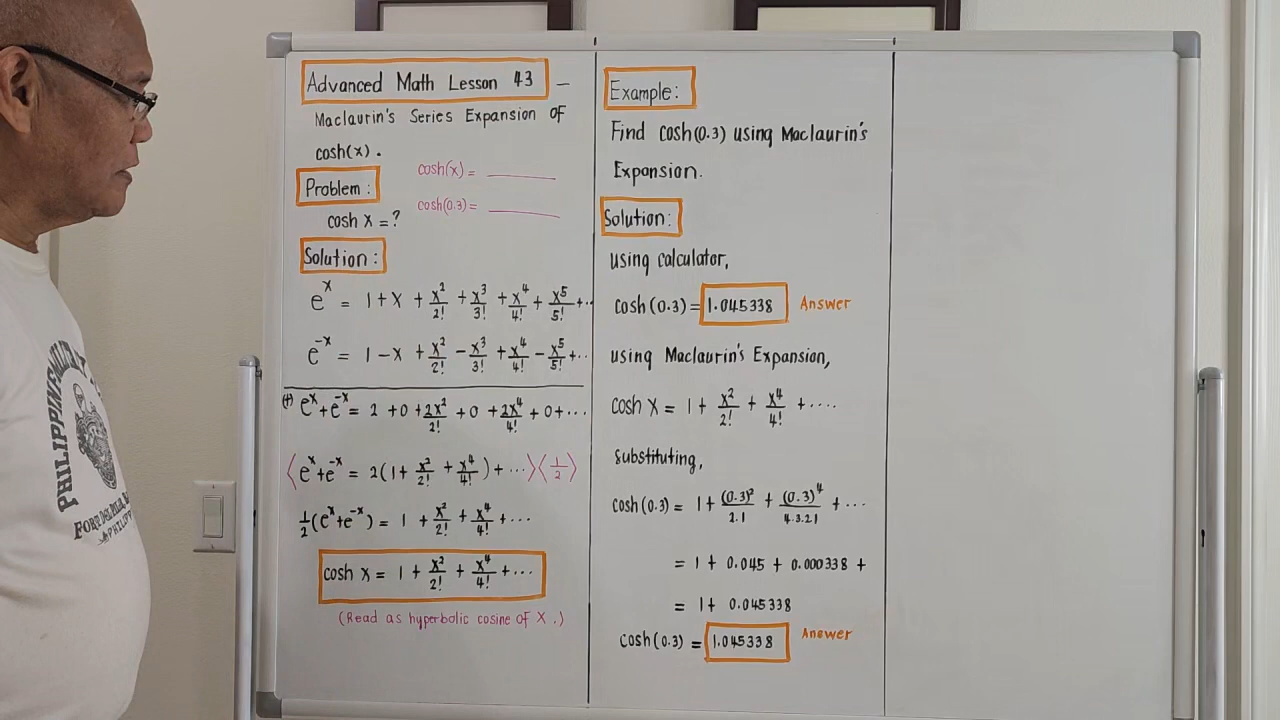 Advanced Math Lesson 43 –
Maclaurin's Series Expansion of
cosh(x).
cosh(x) = ______
Problem:
cosh(0.3) = ______
cosh x = ?
Solution:
e^x = 1 + x + x²/2! + x³/3! + x⁴/4! + x⁵/5! + ..
e^-x = 1 – x + x²/2! – x³/3! + x⁴/4! – x⁵/5! + ..
(+) e^x + e^-x = 2 + 0 + 2x²/2! + 0 + 2x⁴/4! + 0 + ...
⟨e^x + e^-x = 2(1 + x²/2! + x⁴/4!) + ...⟩⟨1/2⟩
1/2(e^x + e^-x) = 1 + x²/2! + x⁴/4! + ...
cosh x = 1 + x²/2! + x⁴/4! + ...
(Read as hyperbolic cosine of x.)
Example:
Find cosh(0.3) using Maclaurin's
Expansion.
Solution:
using calculator,
cosh(0.3) = 1.045338 Answer
using Maclaurin's Expansion,
cosh x = 1 + x²/2! + x⁴/4! + ....
substituting,
cosh(0.3) = 1 + (0.3)²/2.1 + (0.3)⁴/4.3.21 + ...
= 1 + 0.045 + 0.000338 +
= 1 + 0.045338
cosh(0.3) = 1.045338 Answer